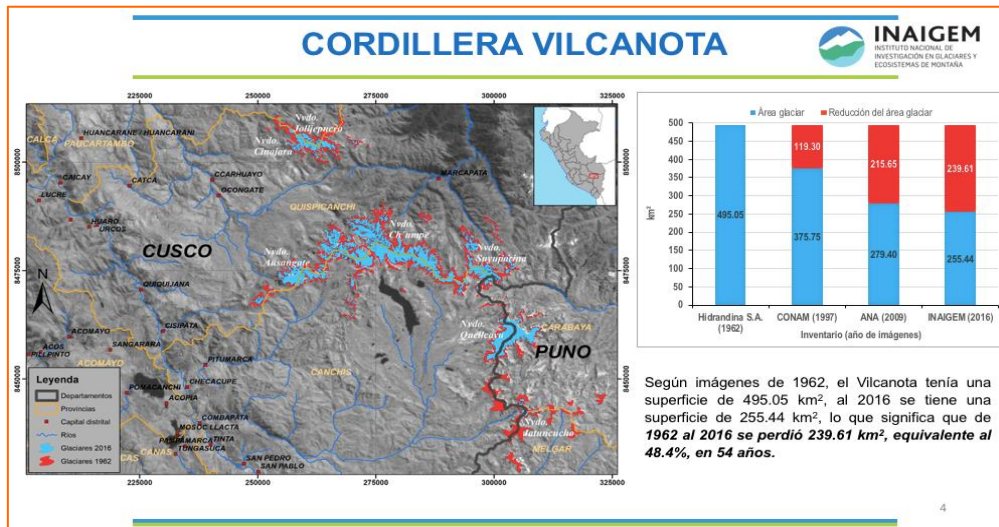 CORDILLERA VILCANOTA
INAIGEM
INSTITUTO NACIONAL DE
INVESTIGACIÓN EN GLACIARES Y
ECOSISTEMAS DE MONTAÑA
225000 250000 275000 300000 325000
8500000
8475000
8450000
CALCA
HUANCARANE HUANCARANI
PAUCARTAMBO
CAICAY
CATCA
CCARHUAYO
OCONGATE
LUCRE
HUARO
URCOS
Nvdo.
Jolljepunco
Nvdo.
MARCAPATA
QUISPICANCHI
CUSCO
Nvdo.
Ausangate
Nvdo.
Nvdo.
QUIQUIJANA
N
CUSIPATA
ACOMAYO
ACOS
SANGARARA
ACOMAYO
PITUMARCA
CHECACUPE
POMACANCHI
ACOPIA
CANCHIS
COMBAPATA
MOSOC LLACTA
TINTA
TUNGASUCA
CANAS
SAN PEDRO
SAN PABLO
Nvdo.
Quellcaya
CARABAYA
PUNO
Nvdo.
Jatuncucho
MELGAR
Leyenda
Departamentos
Provincias
Capital distrital
Ríos
Glaciares 2016
Glaciares 1962
225000 250000 275000 300000 325000
Área glaciar Reducción del área glaciar
km²
500
450
400
350
300
250
200
150
100
50
0
495.05
119.30
375.75
215.65
279.40
239.61
255.44
Hidrandina S.A. CONAM (1997) ANA (2009) INAIGEM (2016)
(1962)
Inventario (año de imágenes)
Según imágenes de 1962, el Vilcanota tenía una
superficie de 495.05 km², al 2016 se tiene una
superficie de 255.44 km², lo que significa que de
1962 al 2016 se perdió 239.61 km², equivalente al
48.4%, en 54 años.
4